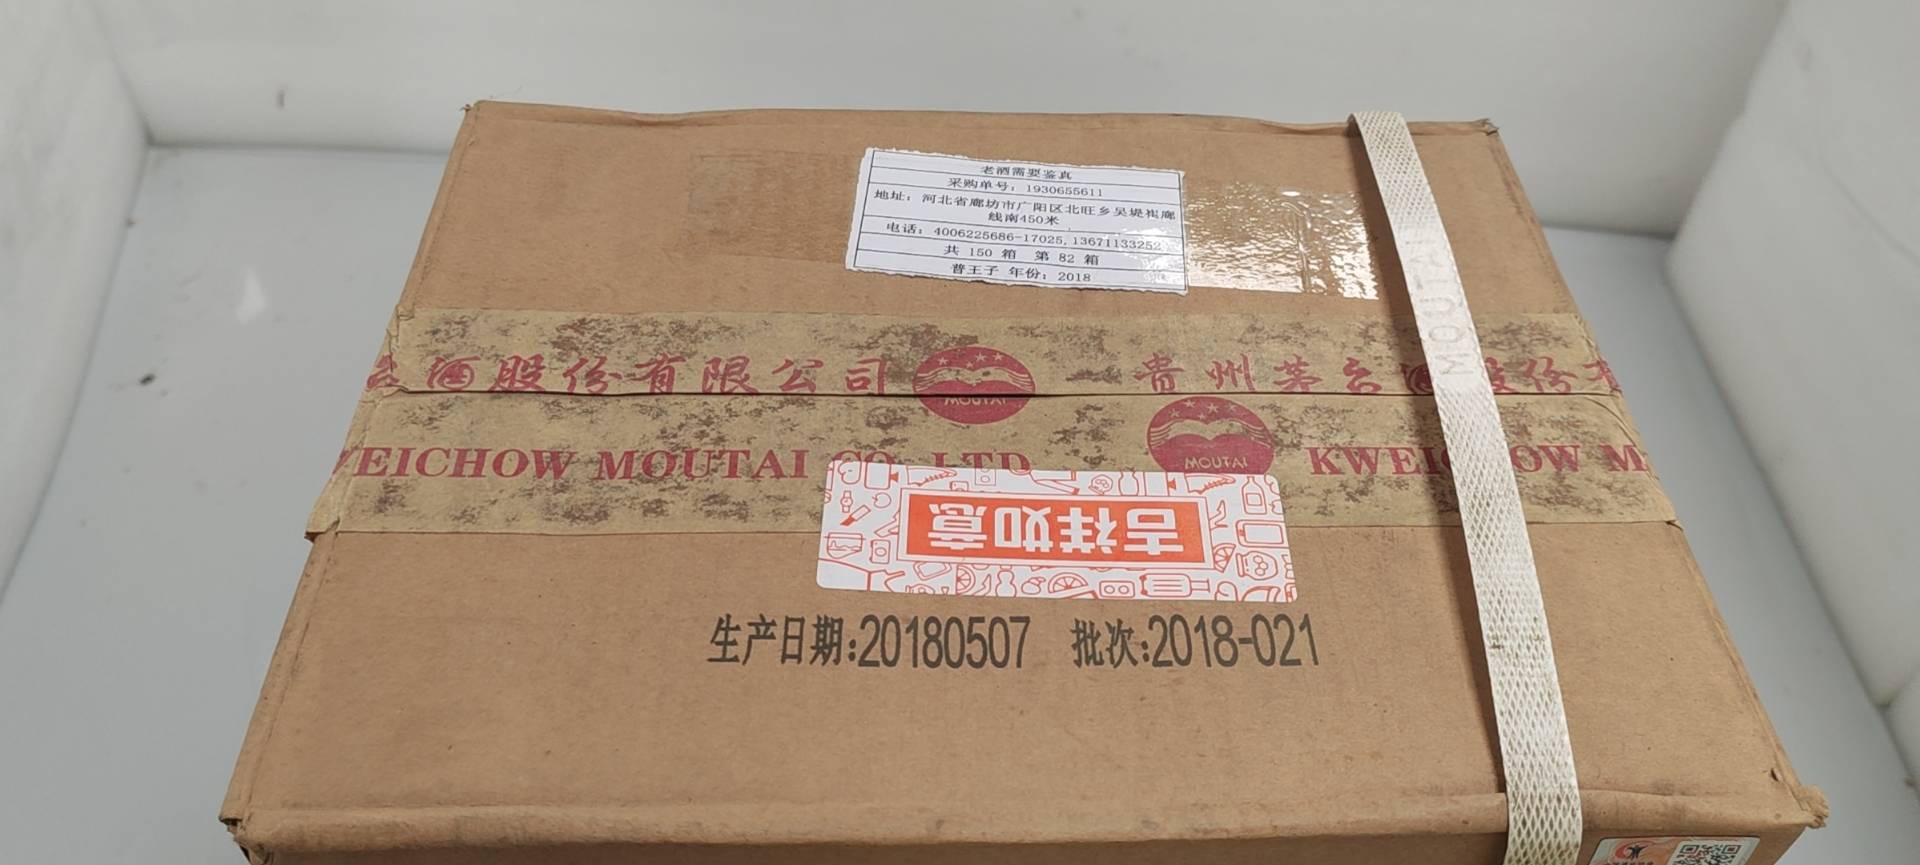 老酒需要鉴真
采购单号：1930655611
地址：河北省廊坊市广阳区北旺乡吴堤崔廊
线南450米
电话：4006225686-17025,13671133252
共 150 箱 第 82 箱
普王子 年份：2018
台酒股份有限公司 MOUTAI 贵州茅台酒股份有
WEICHOW MOUTAI CO., LTD MOUTAI KWEICHOW M
MOUTAI
吉祥如意
生产日期:20180507 批次:2018-021